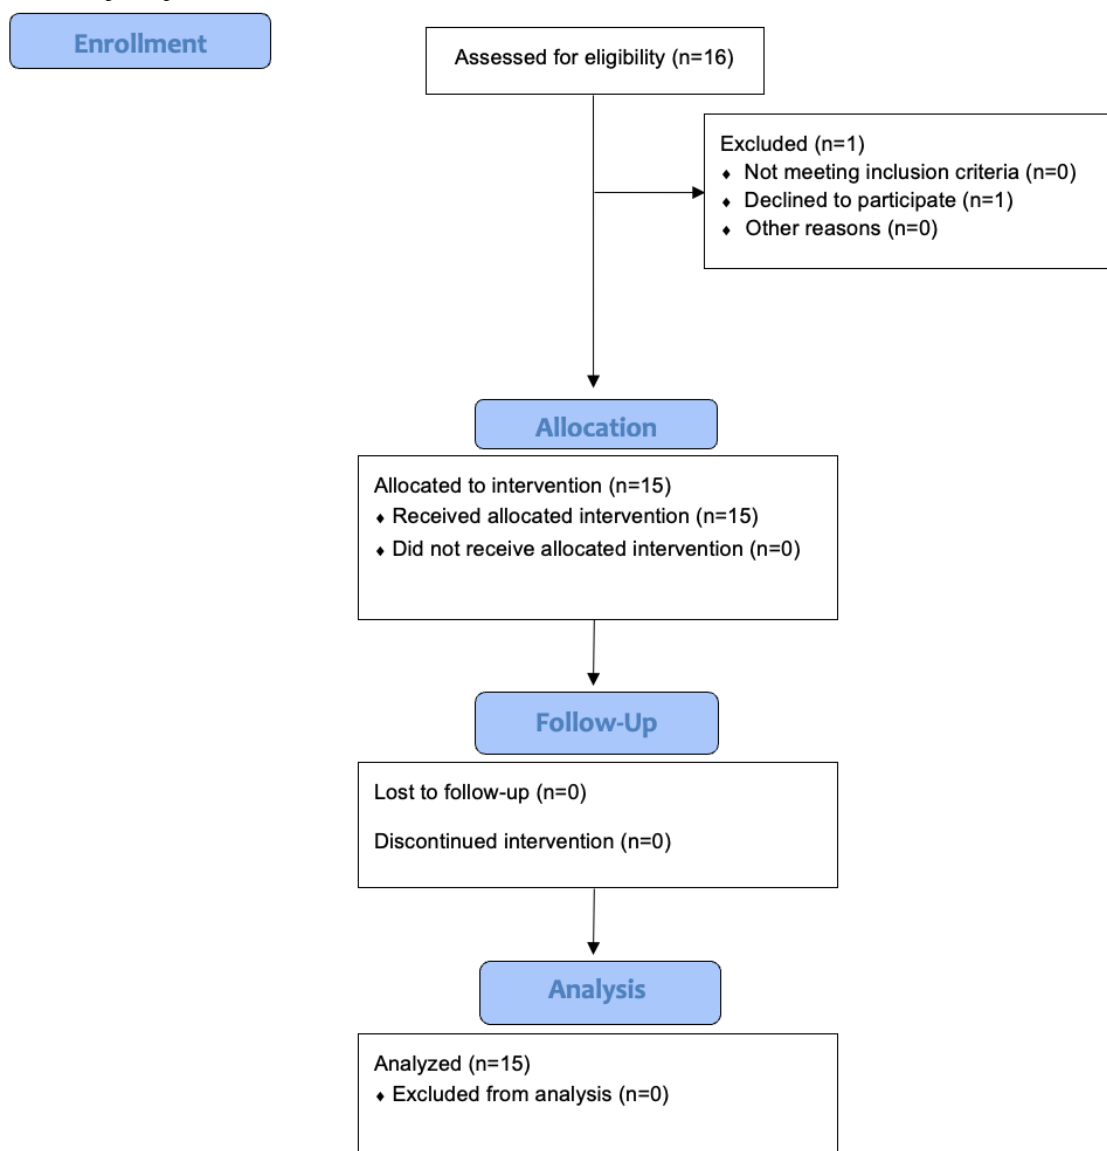 Enrollment
Assessed for eligibility (n=16)
Excluded (n=1)
♦ Not meeting inclusion criteria (n=0)
♦ Declined to participate (n=1)
♦ Other reasons (n=0)
Allocation
Allocated to intervention (n=15)
♦ Received allocated intervention (n=15)
♦ Did not receive allocated intervention (n=0)
Follow-Up
Lost to follow-up (n=0)
Discontinued intervention (n=0)
Analysis
Analyzed (n=15)
♦ Excluded from analysis (n=0)